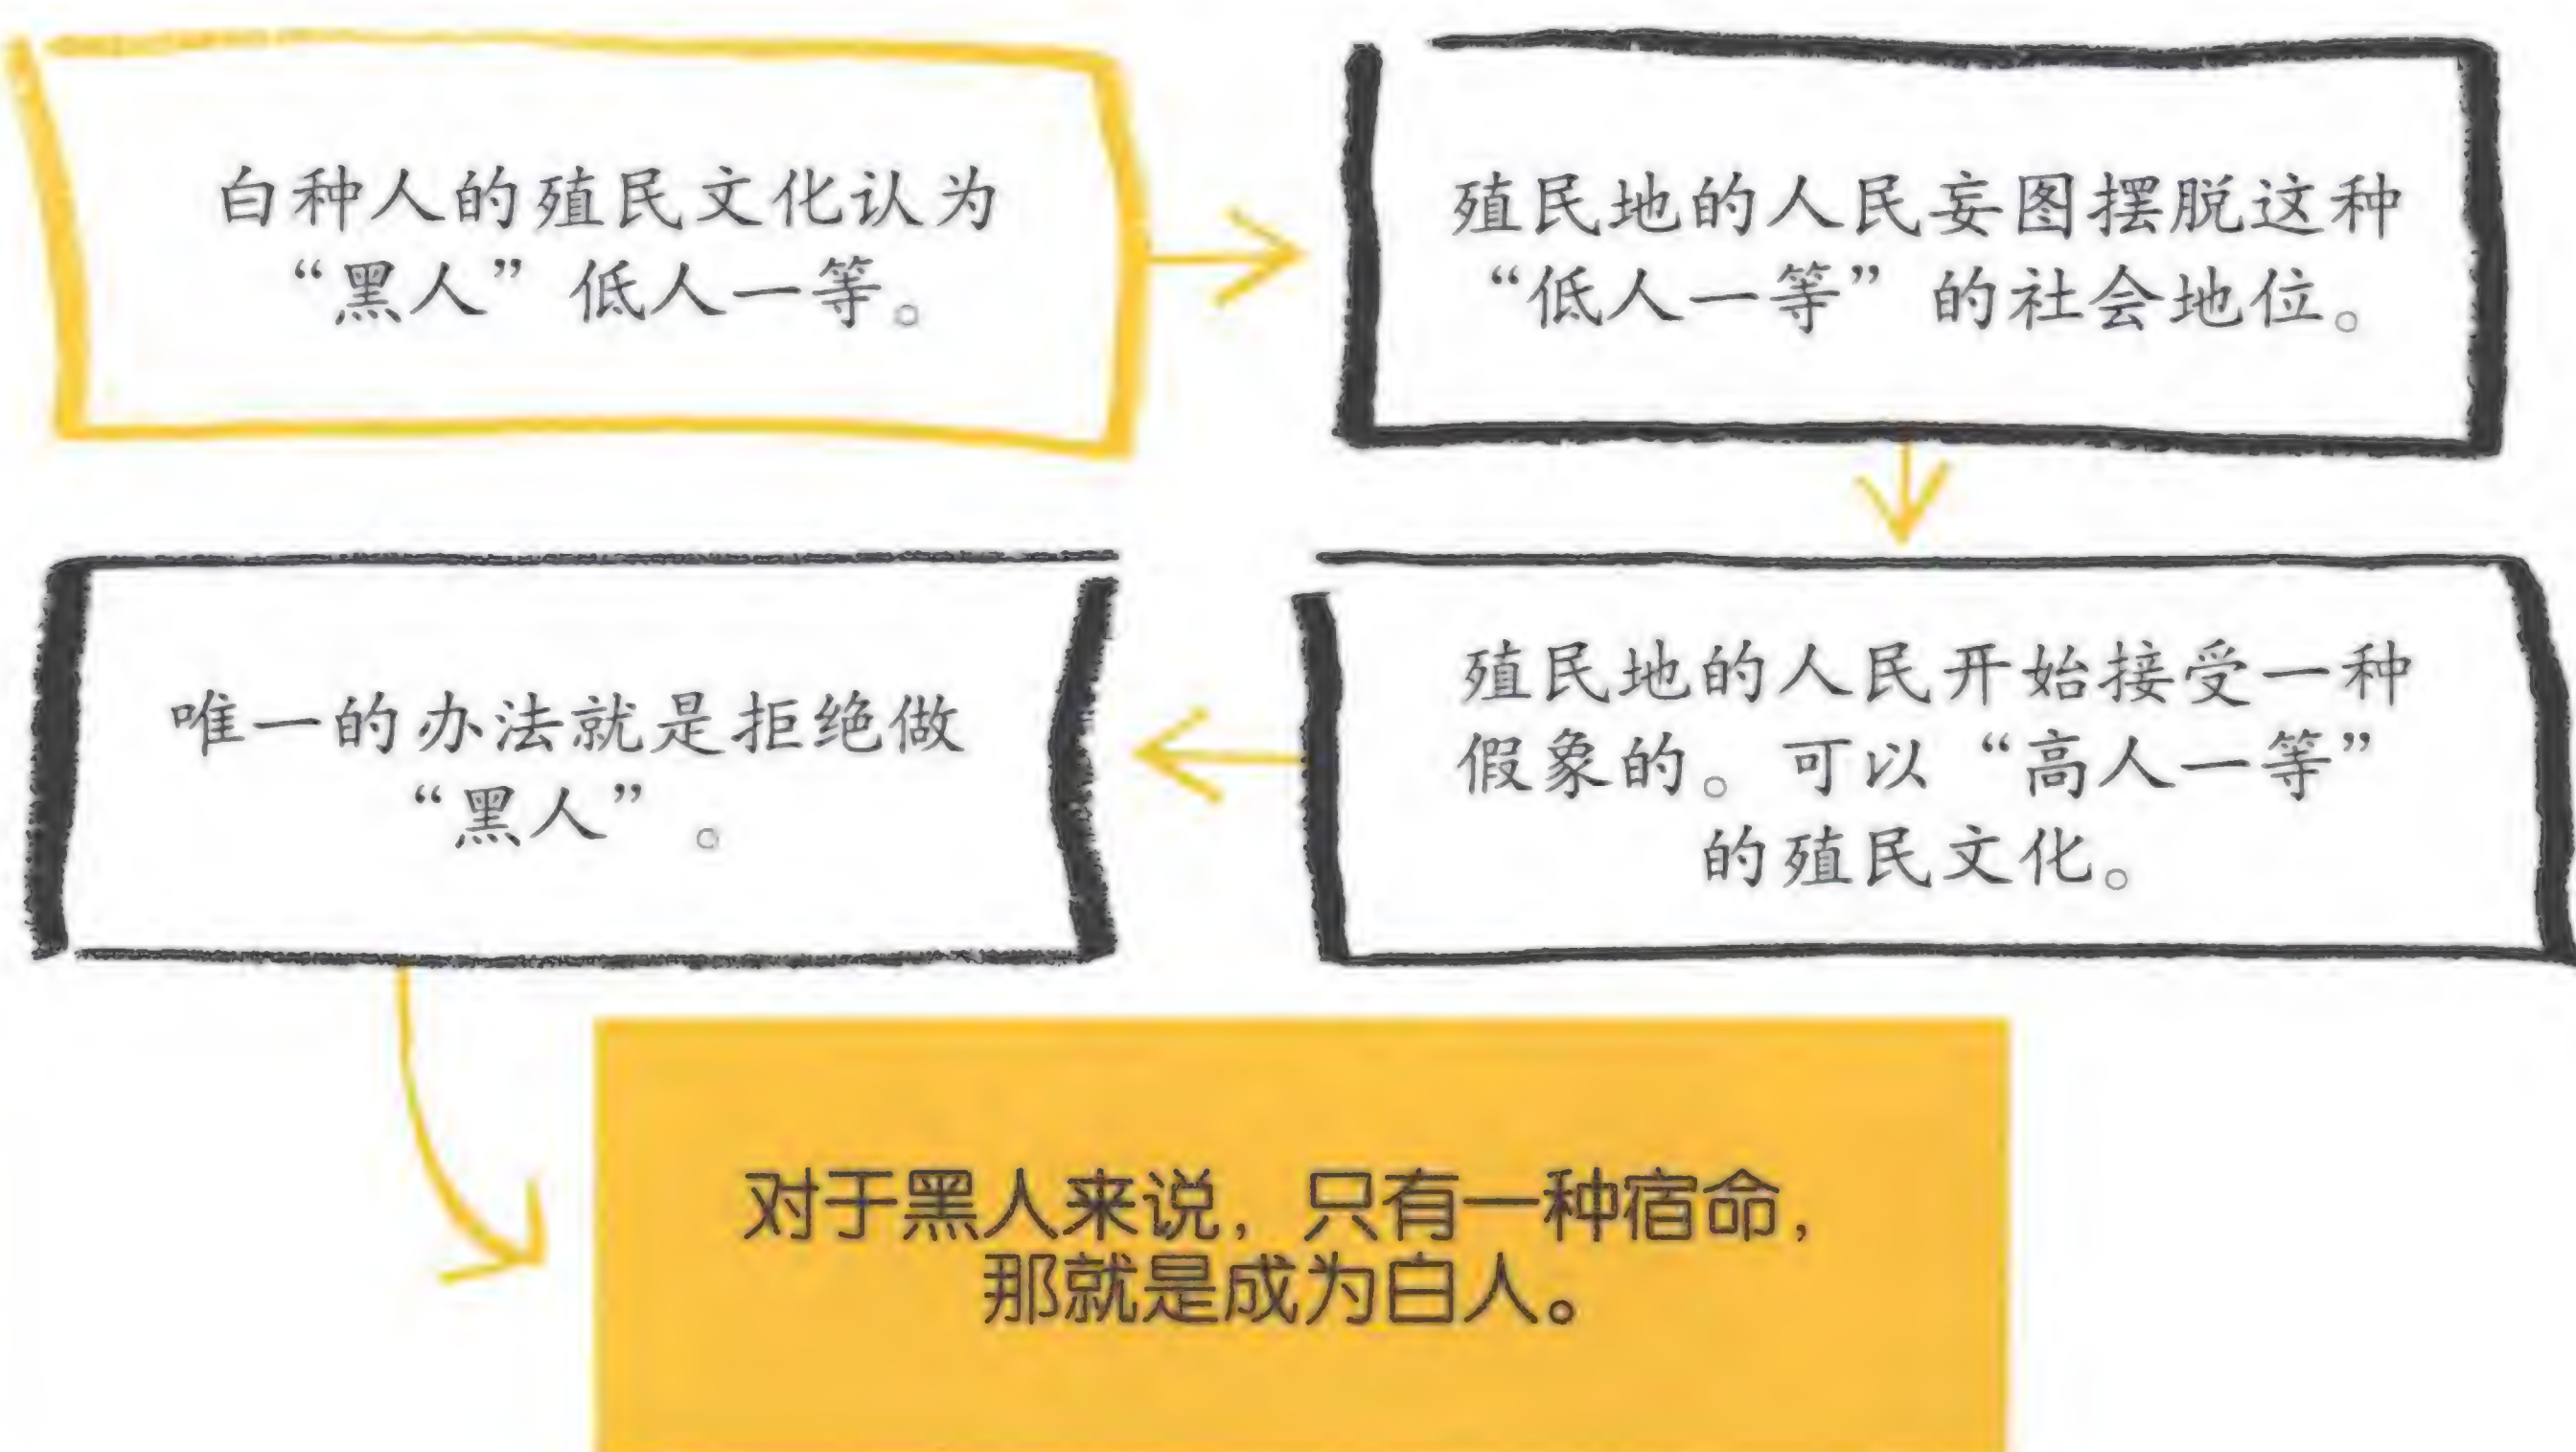 白种人的殖民文化认为
“黑人”低人一等。
殖民地的人民妄图摆脱这种
“低人一等”的社会地位。
殖民地的人民开始接受一种
假象的。可以“高人一等”
的殖民文化。
唯一的办法就是拒绝做
“黑人”。
对于黑人来说，只有一种宿命，
那就是成为白人。